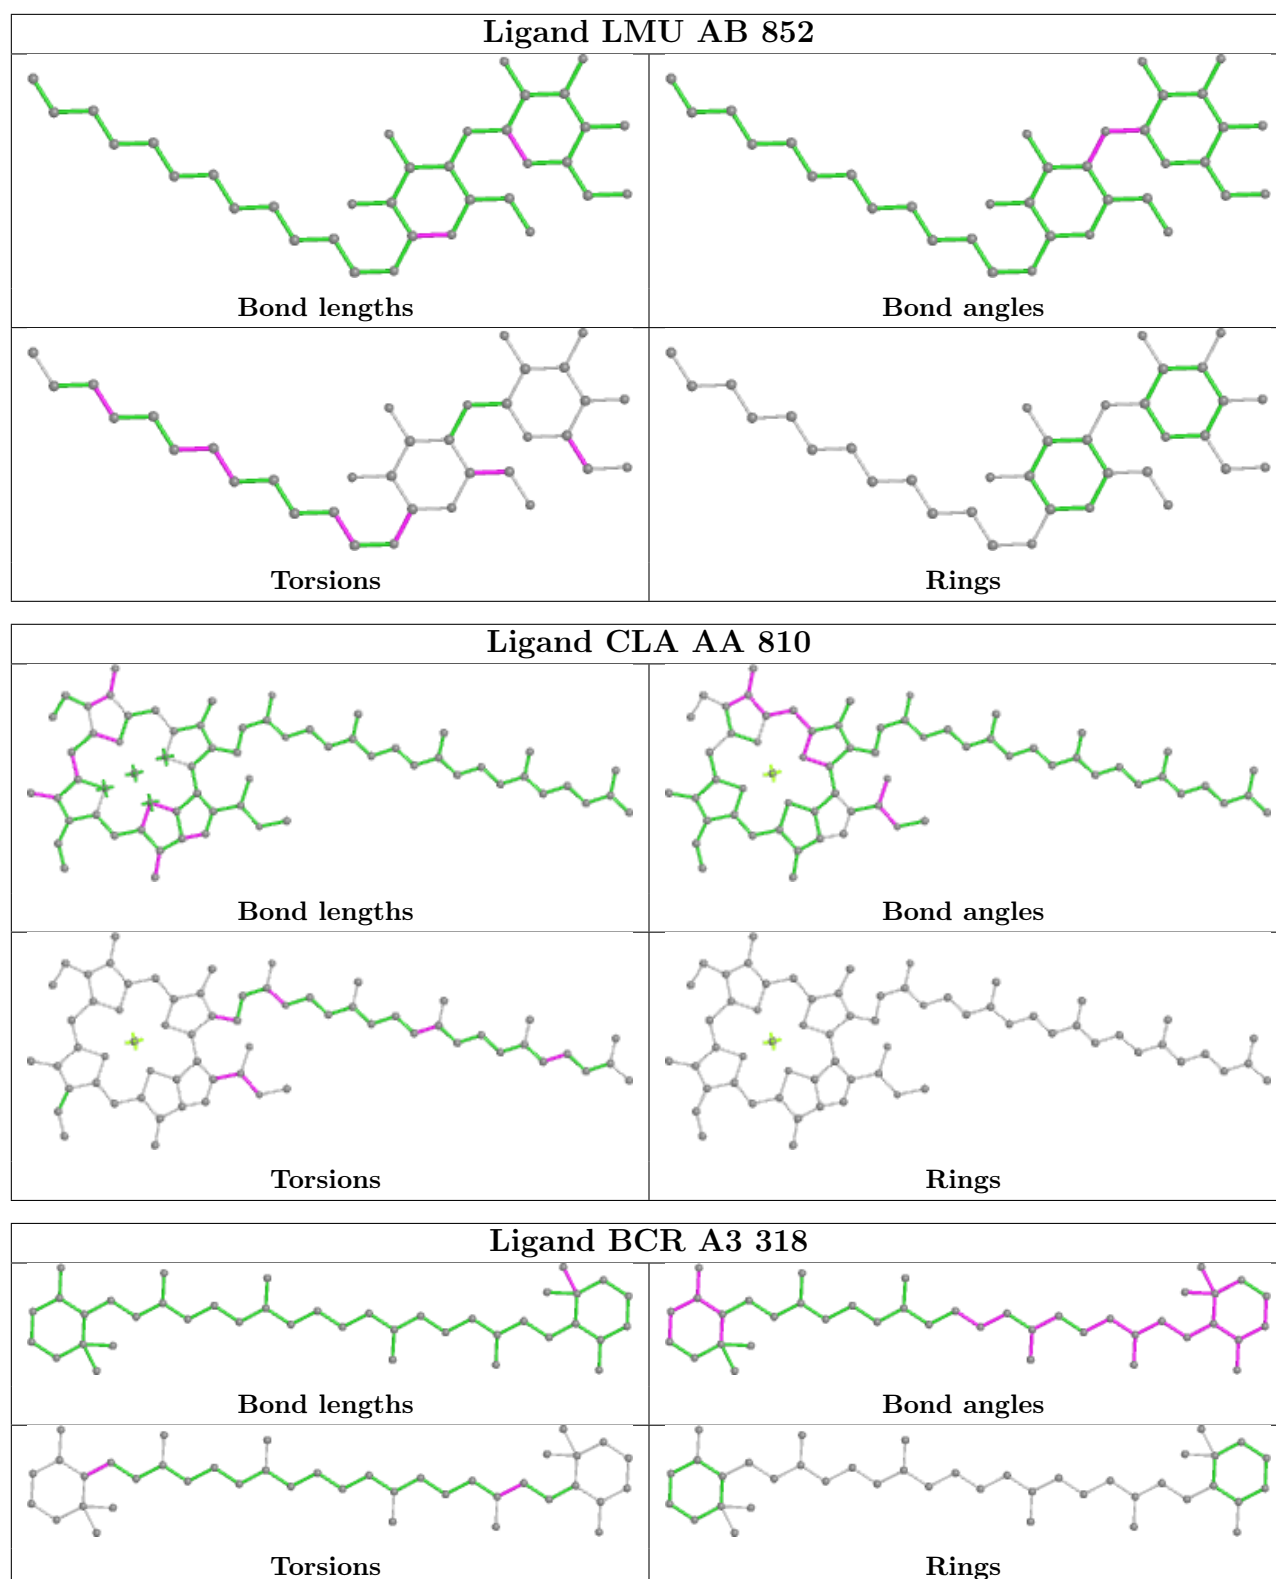 Ligand LMU AB 852
Bond lengths
Bond angles
Torsions
Rings
Ligand CLA AA 810
Bond lengths
Bond angles
Torsions
Rings
Ligand BCR A3 318
Bond lengths
Bond angles
Torsions
Rings